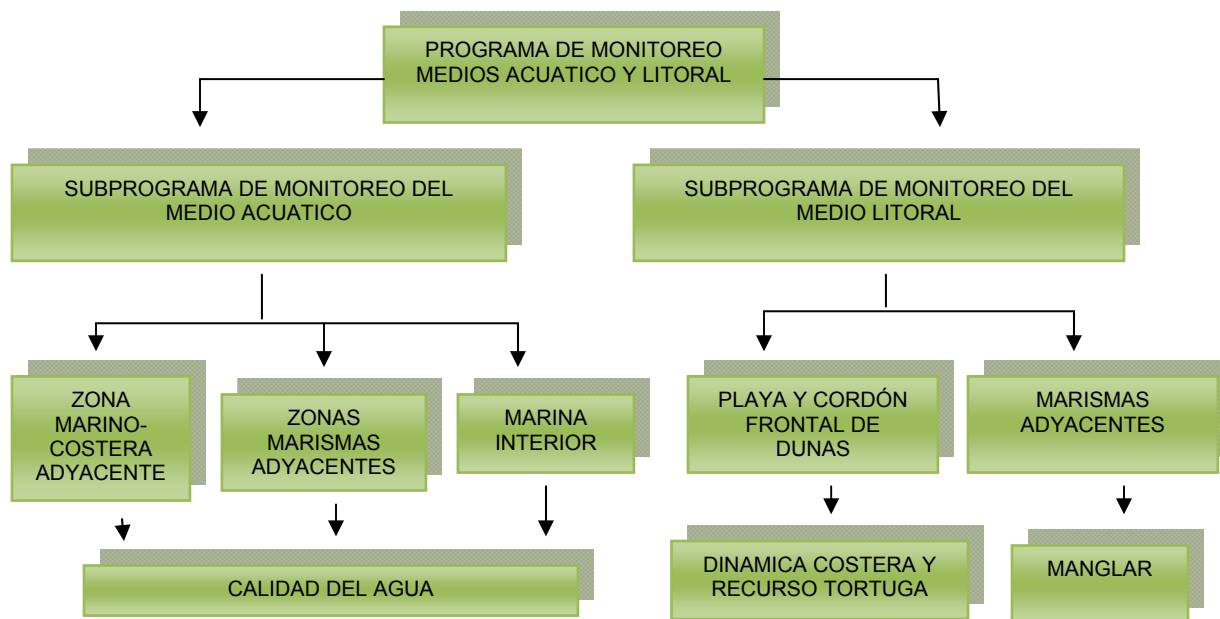 PROGRAMA DE MONITOREO
MEDIOS ACUATICO Y LITORAL
SUBPROGRAMA DE MONITOREO DEL
MEDIO ACUATICO
SUBPROGRAMA DE MONITOREO DEL
MEDIO LITORAL
ZONA
MARINO-
COSTERA
ADYACENTE
ZONAS
MARISMAS
ADYACENTES
MARINA
INTERIOR
PLAYA Y CORDÓN
FRONTAL DE
DUNAS
MARISMAS
ADYACENTES
CALIDAD DEL AGUA
DINAMICA COSTERA Y
RECURSO TORTUGA
MANGLAR